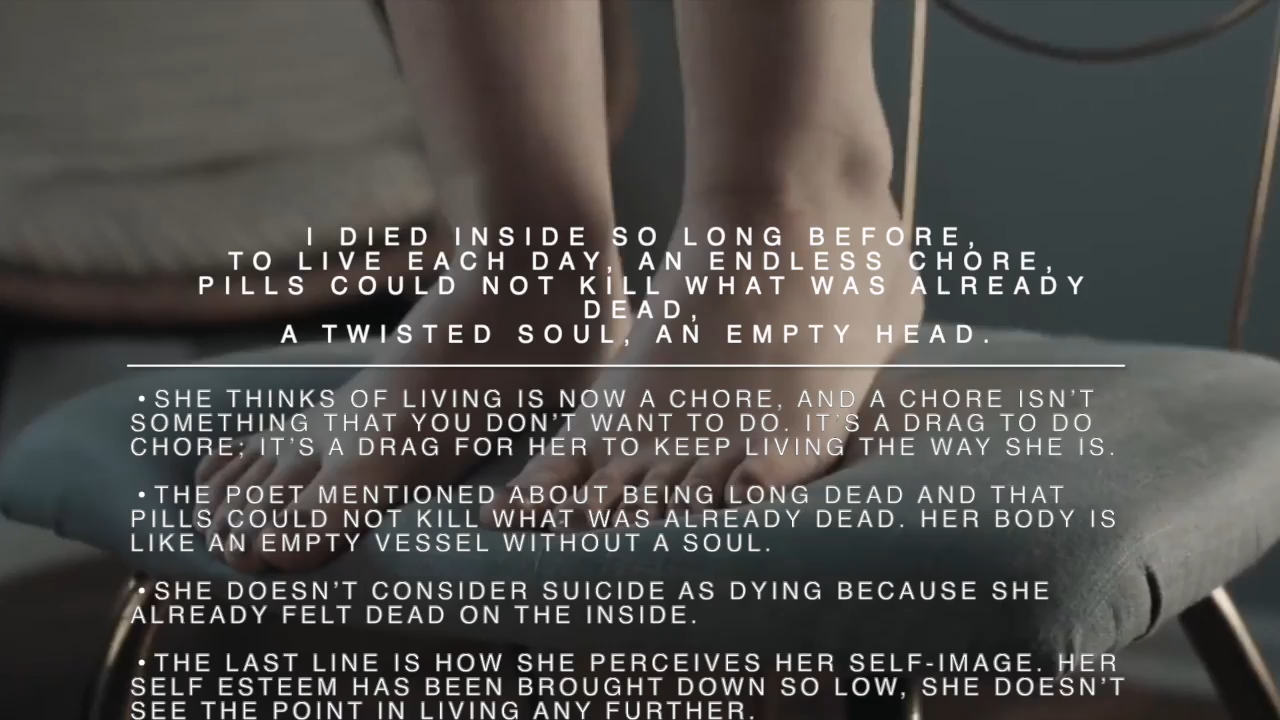 I DIED INSIDE SO LONG BEFORE,
TO LIVE EACH DAY, AN ENDLESS CHORE,
PILLS COULD NOT KILL WHAT WAS ALREADY
DEAD,
A TWISTED SOUL, AN EMPTY HEAD.
•SHE THINKS OF LIVING IS NOW A CHORE, AND A CHORE ISN'T
SOMETHING THAT YOU DON'T WANT TO DO. IT'S A DRAG TO DO
CHORE; IT'S A DRAG FOR HER TO KEEP LIVING THE WAY SHE IS.
•THE POET MENTIONED ABOUT BEING LONG DEAD AND THAT
PILLS COULD NOT KILL WHAT WAS ALREADY DEAD. HER BODY IS
LIKE AN EMPTY VESSEL WITHOUT A SOUL.
•SHE DOESN'T CONSIDER SUICIDE AS DYING BECAUSE SHE
ALREADY FELT DEAD ON THE INSIDE.
•THE LAST LINE IS HOW SHE PERCEIVES HER SELF-IMAGE. HER
SELF ESTEEM HAS BEEN BROUGHT DOWN SO LOW, SHE DOESN'T
SEE THE POINT IN LIVING ANY FURTHER.